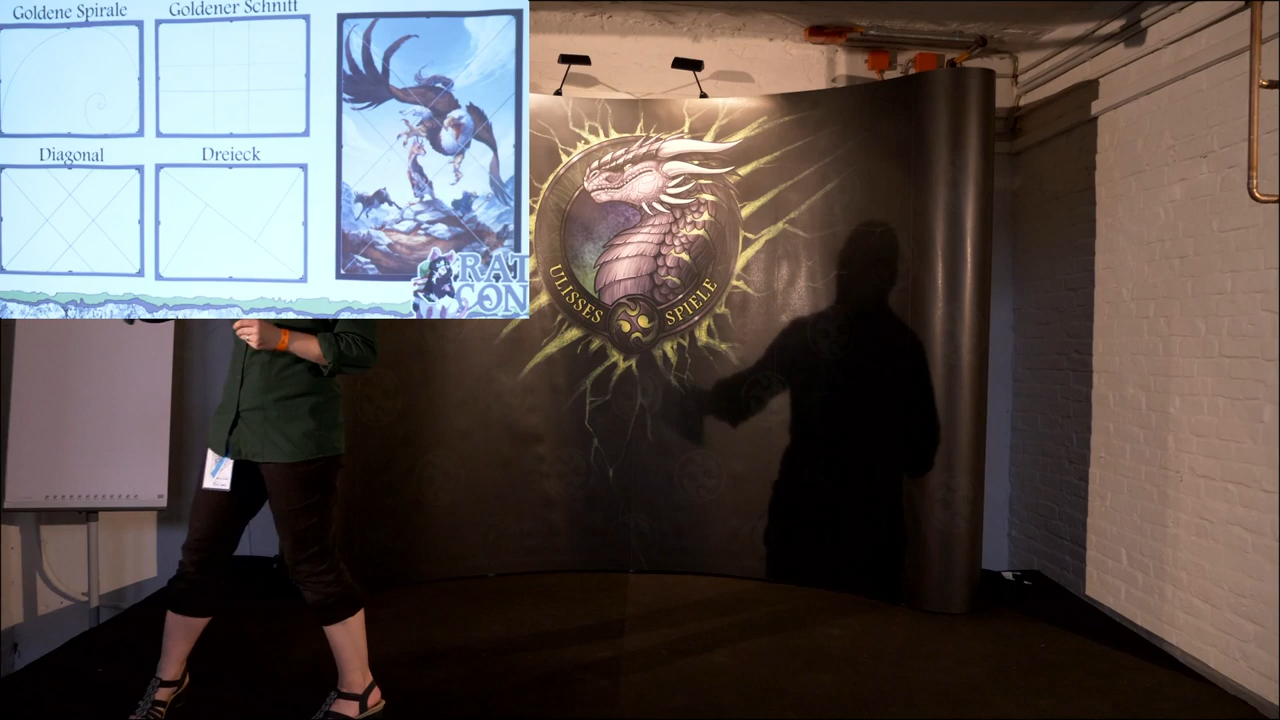 Goldene Spirale
Goldener Schnitt
Diagonal
Dreieck
RAT
CON
ULISSES
SPIELE